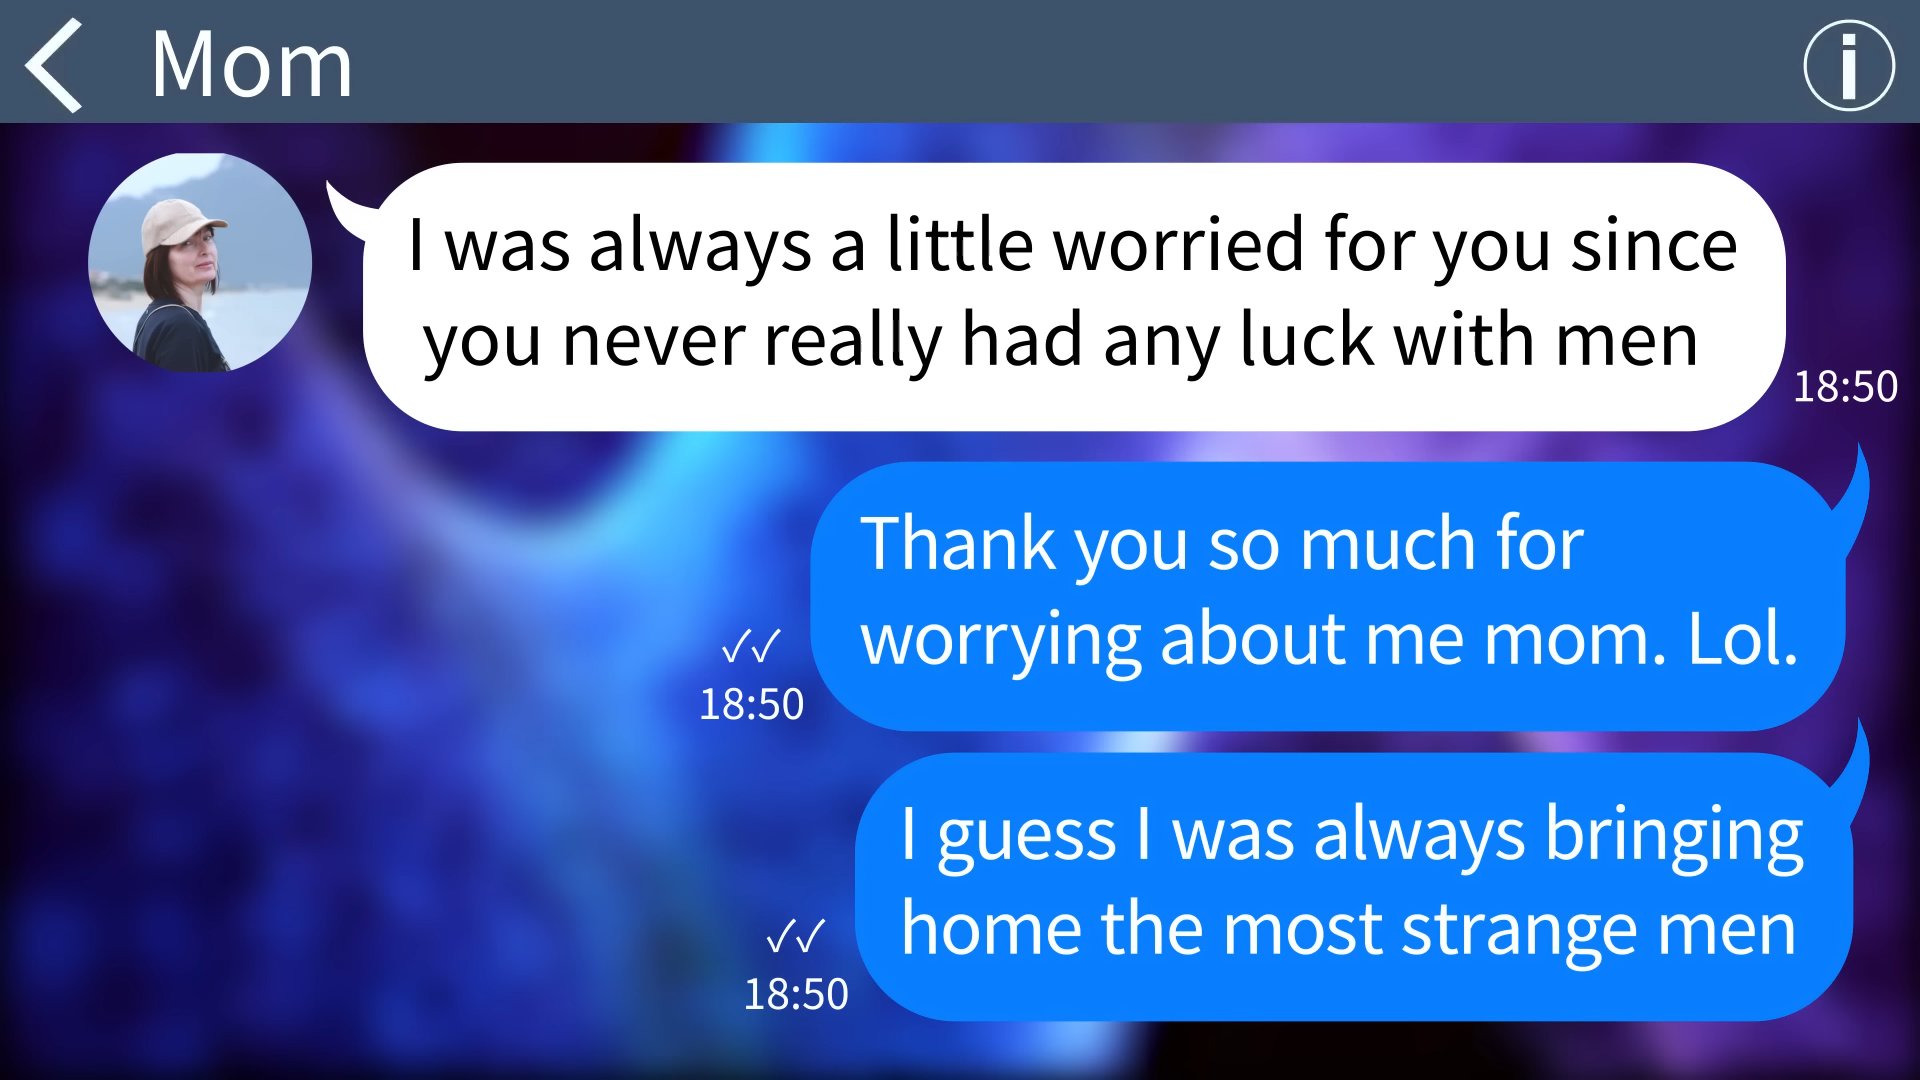 Mom
I was always a little worried for you since
you never really had any luck with men
18:50
Thank you so much for
worrying about me mom. Lol.
✓✓
18:50
I guess I was always bringing
home the most strange men
✓✓
18:50